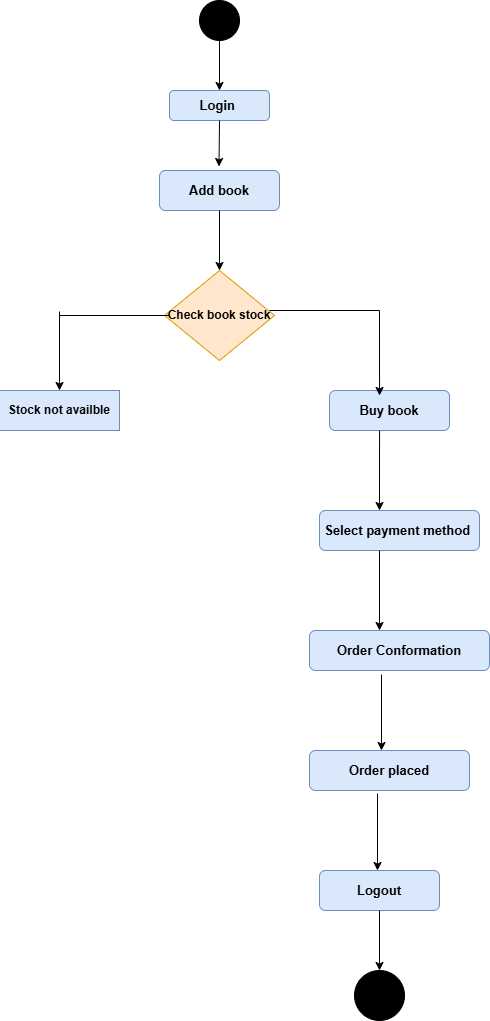 Login
Add book
Check book stock
Stock not availble
Buy book
Select payment method
Order Conformation
Order placed
Logout